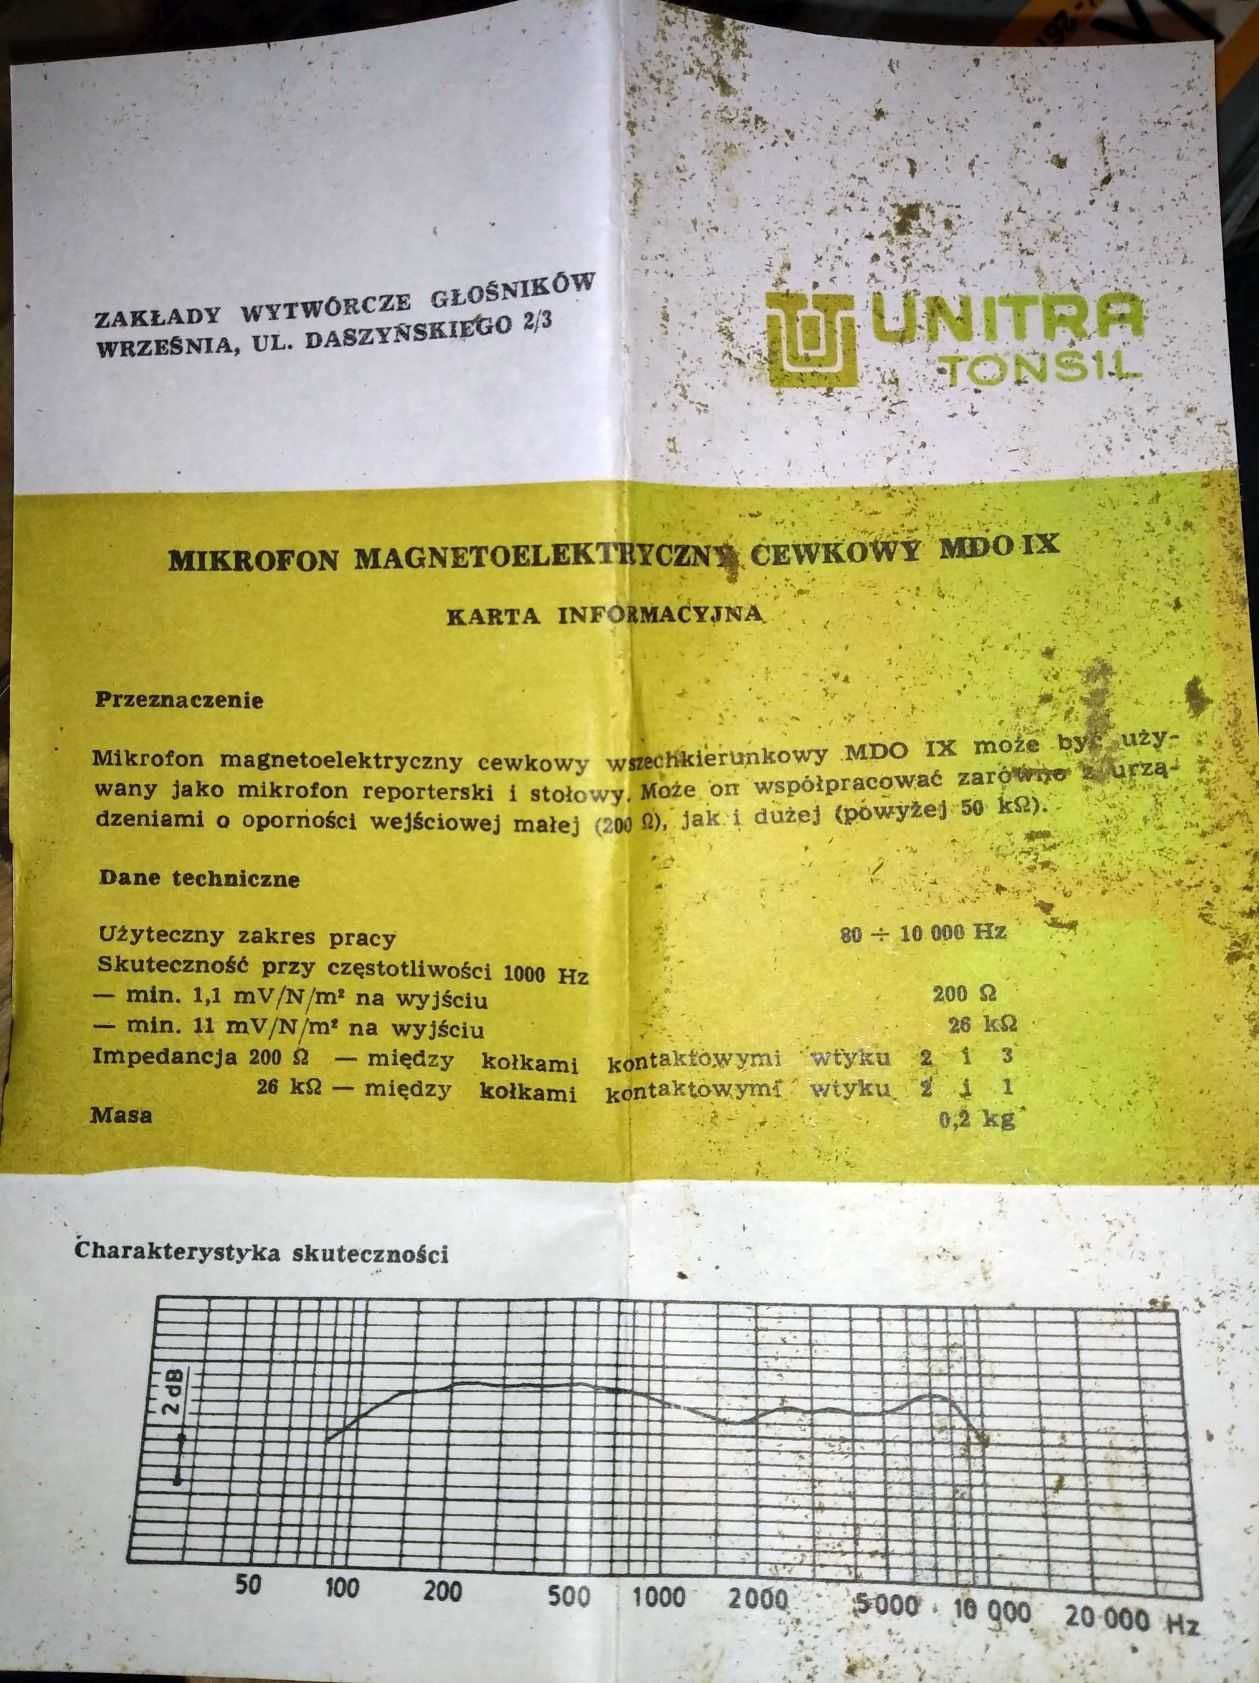 ZAKŁADY WYTWÓRCZE GŁOŚNIKÓW
WRZEŚNIA, UL. DASZYŃSKIEGO 2/3
UNITRA
TONSIL
MIKROFON MAGNETOELEKTRYCZNY CEWKOWY MDO IX
KARTA INFORMACYJNA
Przeznaczenie
Mikrofon magnetoelektryczny cewkowy wszechkierunkowy MDO IX może być uży-
wany jako mikrofon reporterski i stołowy. Może on współpracować zarówno z urzą-
dzeniami o oporności wejściowej małej (200 Ω), jak i dużej (powyżej 50 kΩ).
Dane techniczne
Użyteczny zakres pracy 80 ÷ 10 000 Hz
Skuteczność przy częstotliwości 1000 Hz
— min. 1,1 mV/N/m² na wyjściu 200 Ω
— min. 11 mV/N/m² na wyjściu 26 kΩ
Impedancja 200 Ω — między kołkami kontaktowymi wtyku 2 i 3
26 kΩ — między kołkami kontaktowymi wtyku 2 i 1
Masa 0,2 kg
Charakterystyka skuteczności
2 dB
50 100 200 500 1000 2000 5000 10 000 20 000 Hz